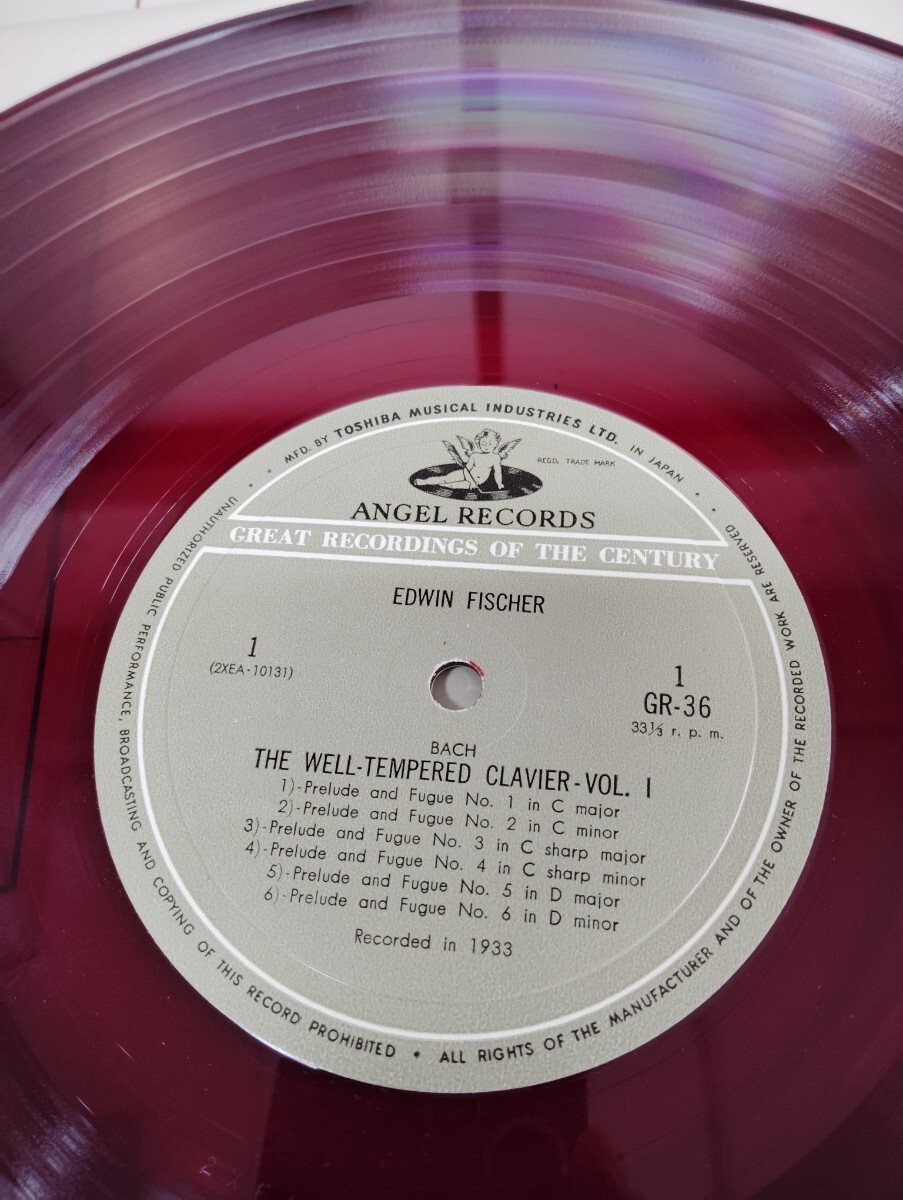 MFD. BY TOSHIBA MUSICAL INDUSTRIES LTD. IN JAPAN
REGD. TRADE MARK
ANGEL RECORDS
GREAT RECORDINGS OF THE CENTURY
EDWIN FISCHER
1
(2XEA-10131)
1
GR-36
33⅓ r. p. m.
BACH
THE WELL-TEMPERED CLAVIER-VOL. I
1)-Prelude and Fugue No. 1 in C major
2)-Prelude and Fugue No. 2 in C minor
3)-Prelude and Fugue No. 3 in C sharp major
4)-Prelude and Fugue No. 4 in C sharp minor
5)-Prelude and Fugue No. 5 in D major
6)-Prelude and Fugue No. 6 in D minor
Recorded in 1933
UNAUTHORIZED PUBLIC PERFORMANCE, BROADCASTING AND COPYING OF THIS RECORD PROHIBITED • ALL RIGHTS OF THE MANUFACTURER AND OF THE OWNER OF THE RECORDED WORK ARE RESERVED